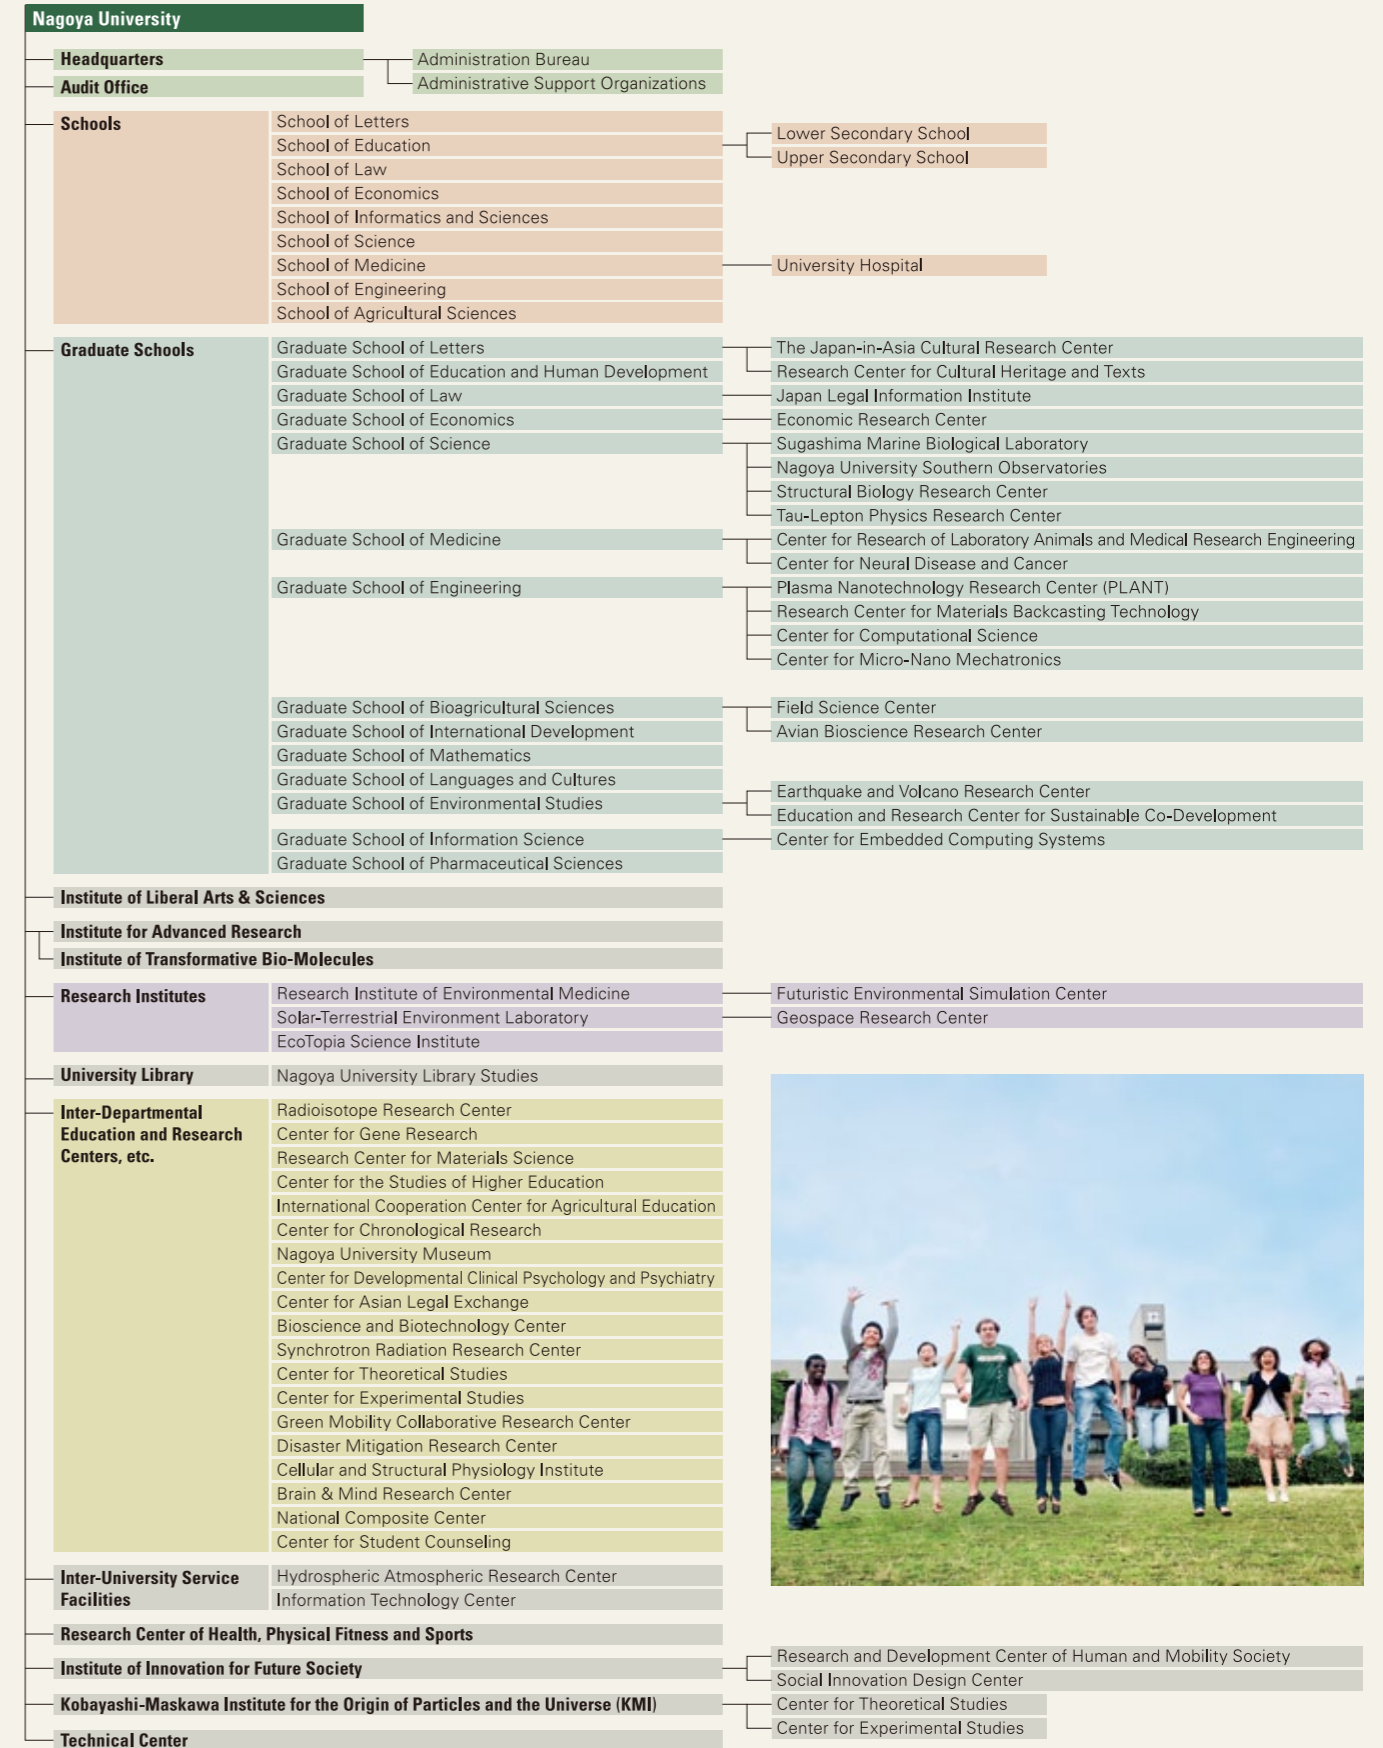 Nagoya University
Headquarters
Administration Bureau
Audit Office
Administrative Support Organizations
Schools
School of Letters
School of Education
Lower Secondary School
Upper Secondary School
School of Law
School of Economics
School of Informatics and Sciences
School of Science
School of Medicine
University Hospital
School of Engineering
School of Agricultural Sciences
Graduate Schools
Graduate School of Letters
The Japan-in-Asia Cultural Research Center
Graduate School of Education and Human Development
Research Center for Cultural Heritage and Texts
Graduate School of Law
Japan Legal Information Institute
Graduate School of Economics
Economic Research Center
Graduate School of Science
Sugashima Marine Biological Laboratory
Nagoya University Southern Observatories
Structural Biology Research Center
Tau-Lepton Physics Research Center
Graduate School of Medicine
Center for Research of Laboratory Animals and Medical Research Engineering
Center for Neural Disease and Cancer
Graduate School of Engineering
Plasma Nanotechnology Research Center (PLANT)
Research Center for Materials Backcasting Technology
Center for Computational Science
Center for Micro-Nano Mechatronics
Graduate School of Bioagricultural Sciences
Field Science Center
Graduate School of International Development
Avian Bioscience Research Center
Graduate School of Mathematics
Graduate School of Languages and Cultures
Graduate School of Environmental Studies
Earthquake and Volcano Research Center
Education and Research Center for Sustainable Co-Development
Graduate School of Information Science
Center for Embedded Computing Systems
Graduate School of Pharmaceutical Sciences
Institute of Liberal Arts & Sciences
Institute for Advanced Research
Institute of Transformative Bio-Molecules
Research Institutes
Research Institute of Environmental Medicine
Futuristic Environmental Simulation Center
Solar-Terrestrial Environment Laboratory
Geospace Research Center
EcoTopia Science Institute
University Library
Nagoya University Library Studies
Inter-Departmental
Education and Research
Centers, etc.
Radioisotope Research Center
Center for Gene Research
Research Center for Materials Science
Center for the Studies of Higher Education
International Cooperation Center for Agricultural Education
Center for Chronological Research
Nagoya University Museum
Center for Developmental Clinical Psychology and Psychiatry
Center for Asian Legal Exchange
Bioscience and Biotechnology Center
Synchrotron Radiation Research Center
Center for Theoretical Studies
Center for Experimental Studies
Green Mobility Collaborative Research Center
Disaster Mitigation Research Center
Cellular and Structural Physiology Institute
Brain & Mind Research Center
National Composite Center
Center for Student Counseling
Inter-University Service
Facilities
Hydrospheric Atmospheric Research Center
Information Technology Center
Research Center of Health, Physical Fitness and Sports
Institute of Innovation for Future Society
Research and Development Center of Human and Mobility Society
Social Innovation Design Center
Kobayashi-Maskawa Institute for the Origin of Particles and the Universe (KMI)
Center for Theoretical Studies
Center for Experimental Studies
Technical Center